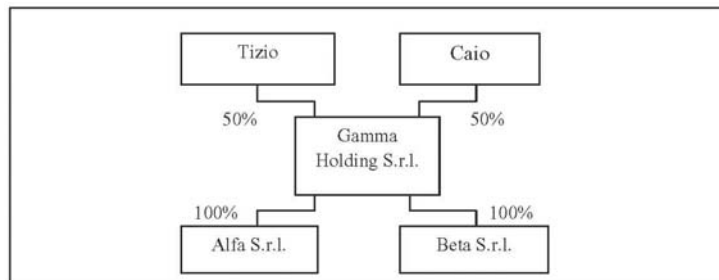 Tizio
Caio
50%
50%
Gamma
Holding S.r.l.
100%
100%
Alfa S.r.l.
Beta S.r.l.